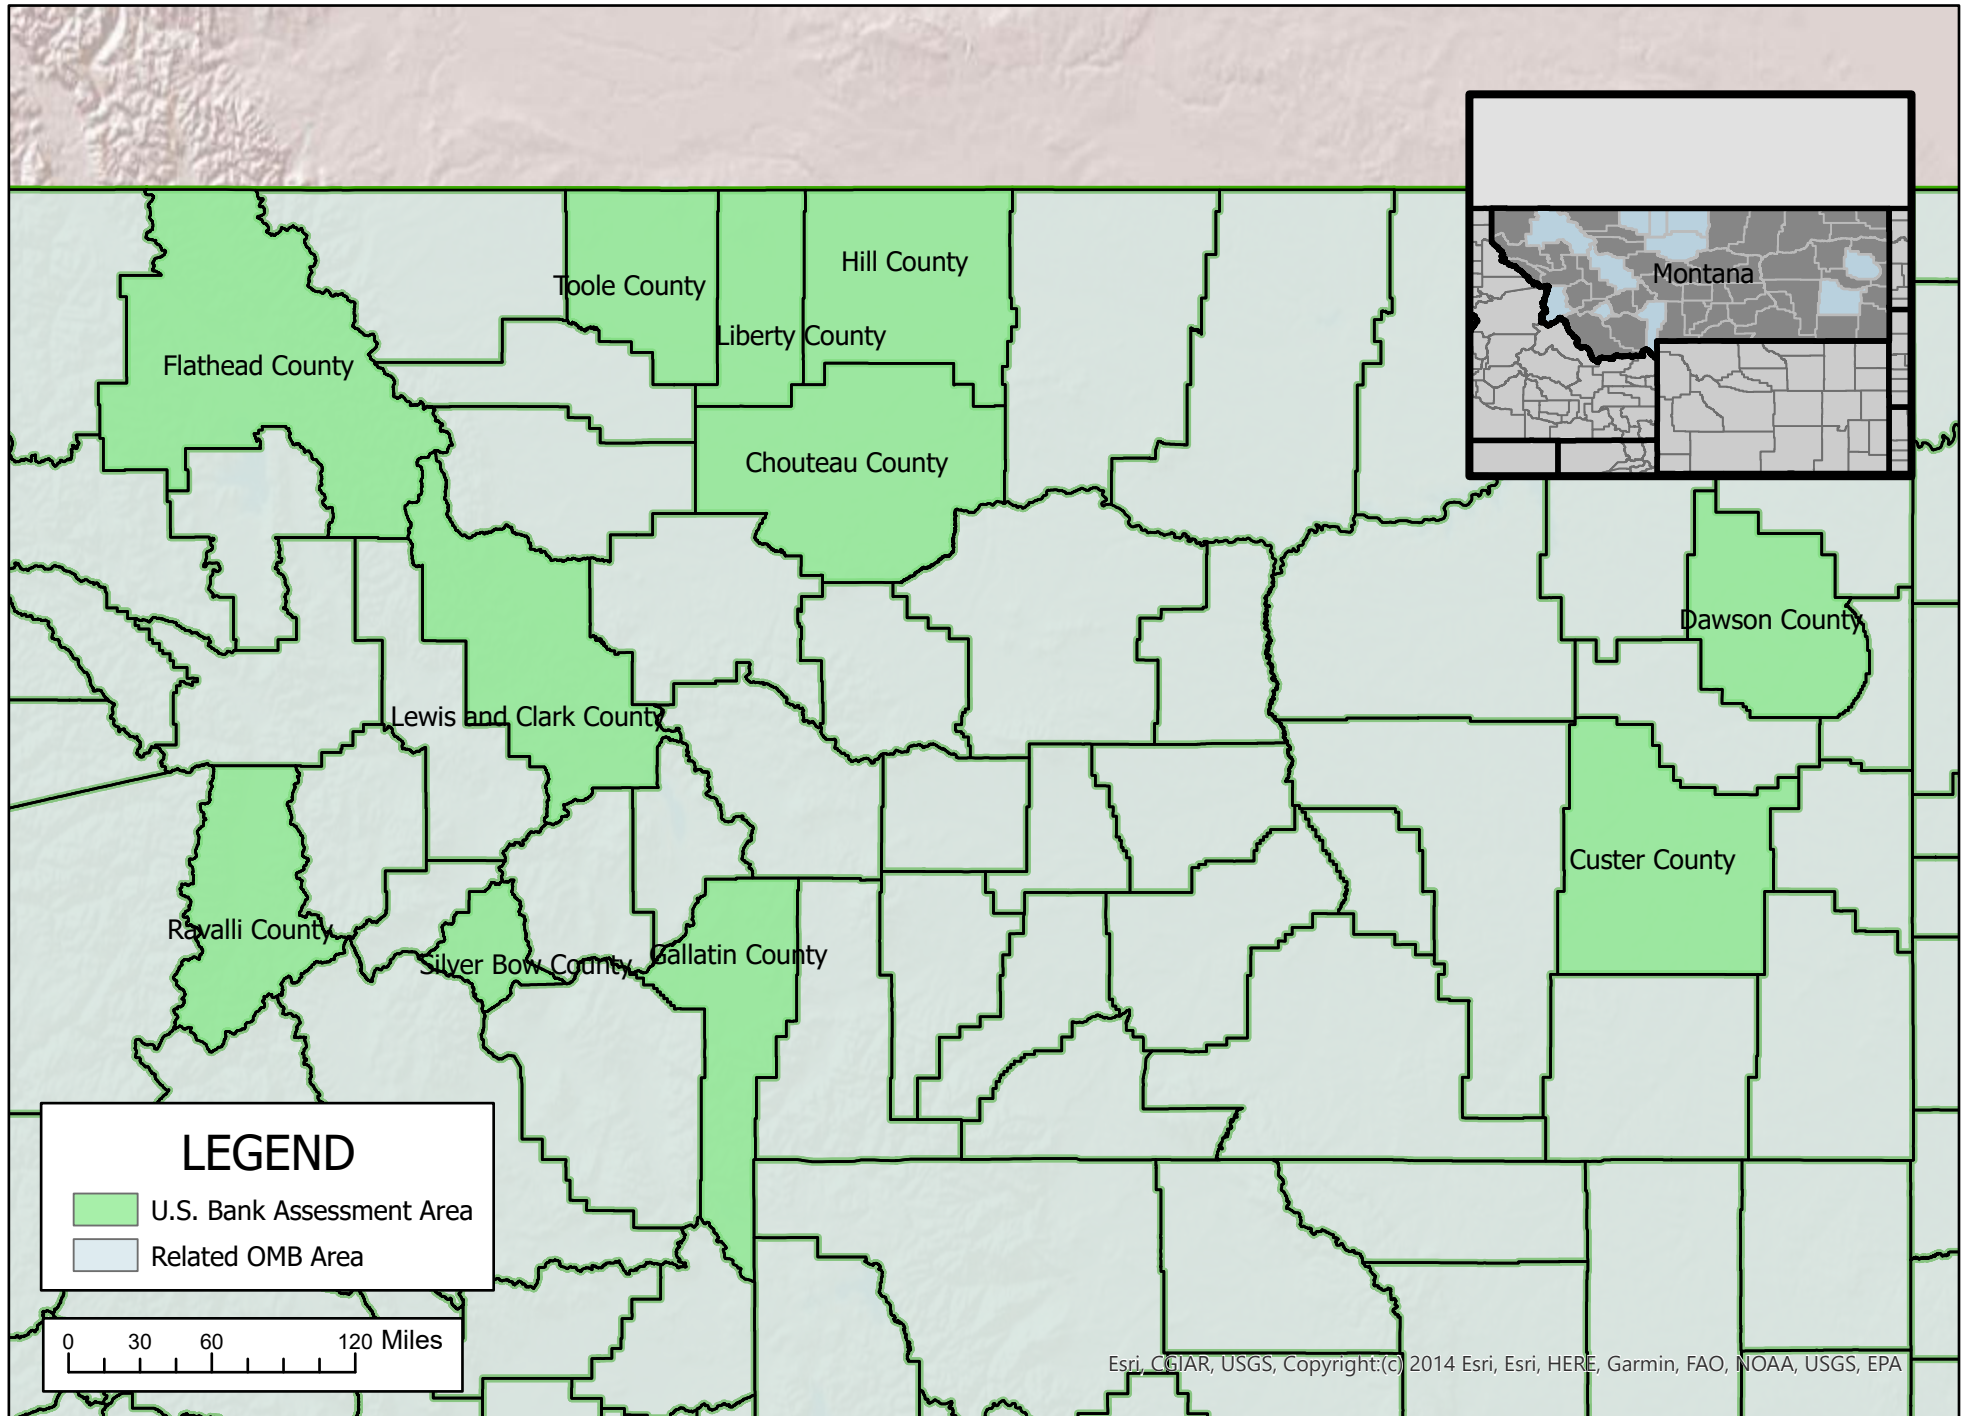 Hill County
Toole County
Montana
Liberty County
Flathead County
Chouteau County
Dawson County
Lewis and Clark County
Custer County
Ravalli County
Silver Bow County
Gallatin County
LEGEND
U.S. Bank Assessment Area
Related OMB Area
0 30 60 120 Miles
Esri, CGIAR, USGS, Copyright:(c) 2014 Esri, Esri, HERE, Garmin, FAO, NOAA, USGS, EPA